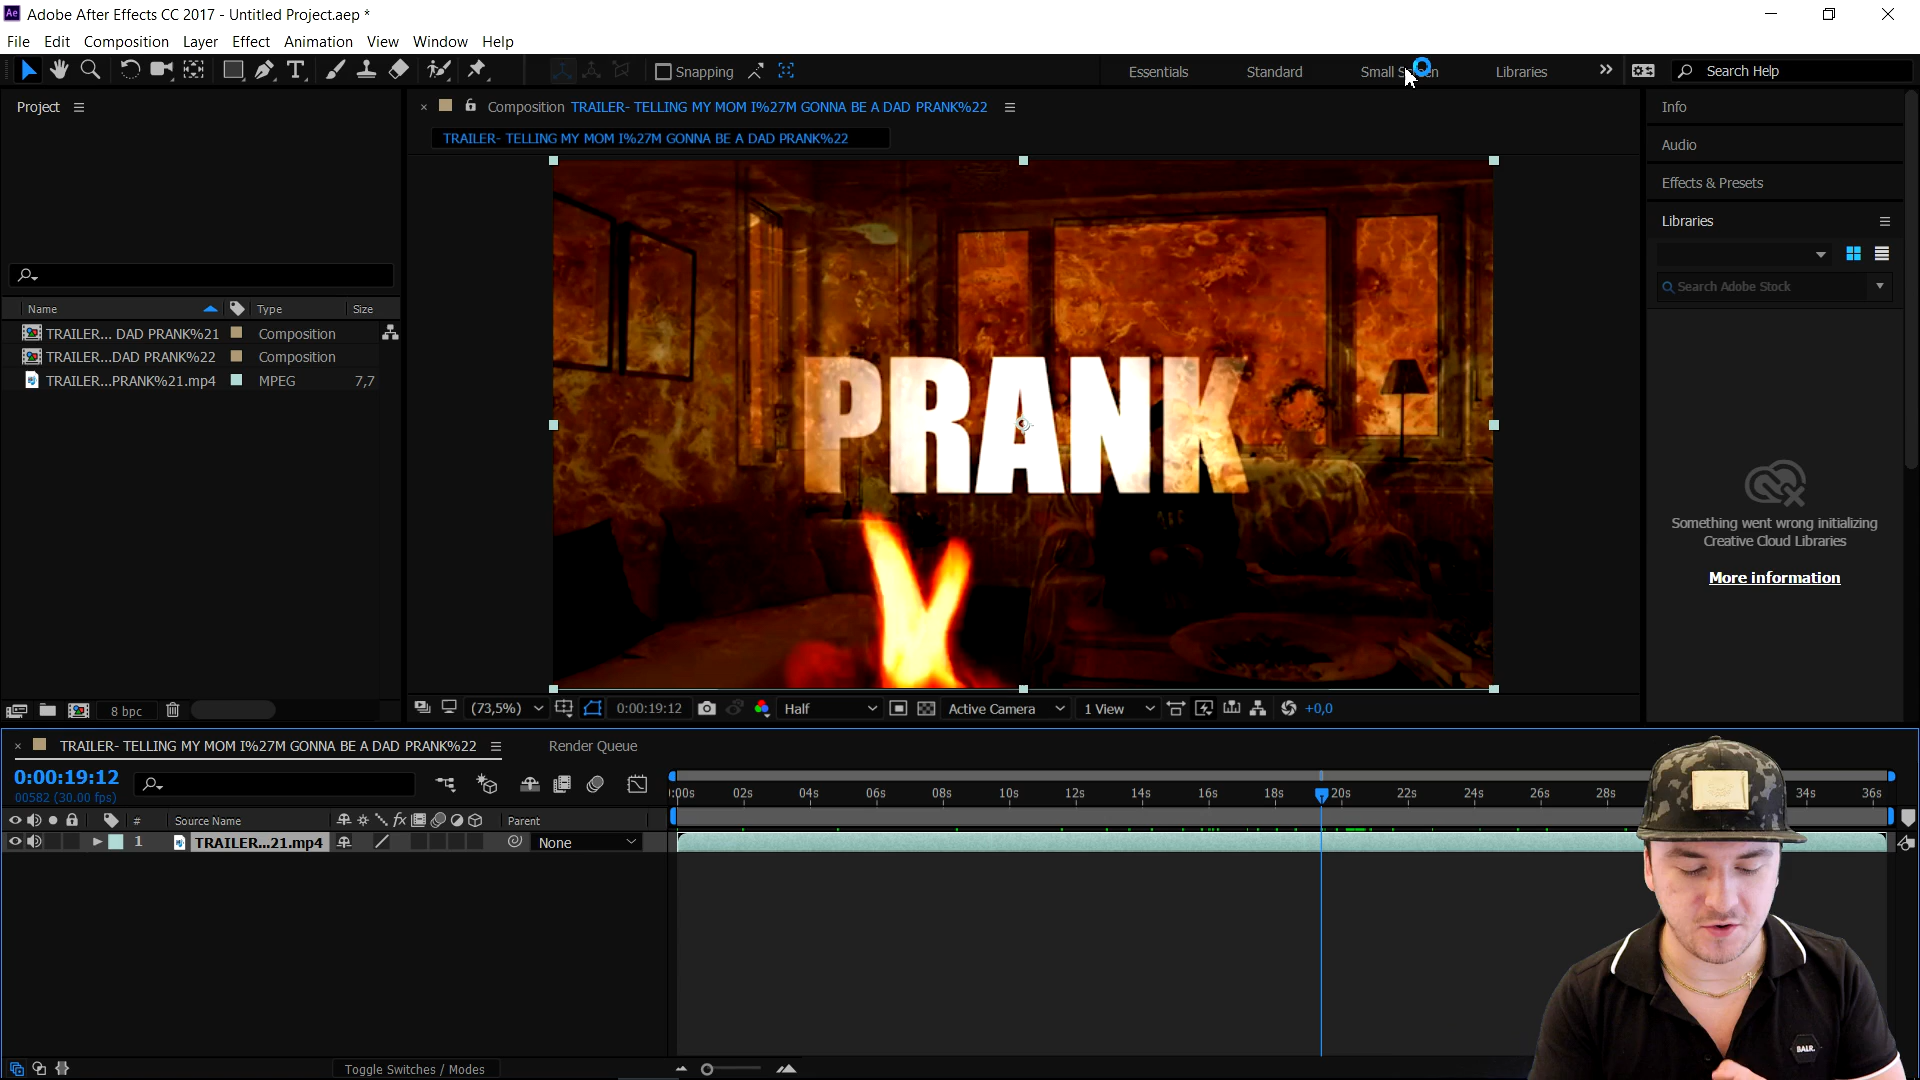 Ae Adobe After Effects CC 2017 - Untitled Project.aep *
File Edit Composition Layer Effect Animation View Window Help
Snapping
Essentials Standard Small Screen Libraries Search Help
Project
Composition TRAILER- TELLING MY MOM I%27M GONNA BE A DAD PRANK%22
TRAILER- TELLING MY MOM I%27M GONNA BE A DAD PRANK%22
Info
Audio
Effects & Presets
Libraries
Search Adobe Stock
Name Type Size
TRAILER... DAD PRANK%21 Composition
TRAILER...DAD PRANK%22 Composition
TRAILER...PRANK%21.mp4 MPEG 7,7
PRANK
Something went wrong initializing
Creative Cloud Libraries
More information
8 bpc
(73,5%) 0:00:19:12 Half Active Camera 1 View +0,0
TRAILER- TELLING MY MOM I%27M GONNA BE A DAD PRANK%22 Render Queue
0:00:19:12
00582 (30.00 fps)
:00s 02s 04s 06s 08s 10s 12s 14s 16s 18s 20s 22s 24s 26s 28s 34s 36s
# Source Name Parent
1 TRAILER...21.mp4 None
BALR.
Toggle Switches / Modes